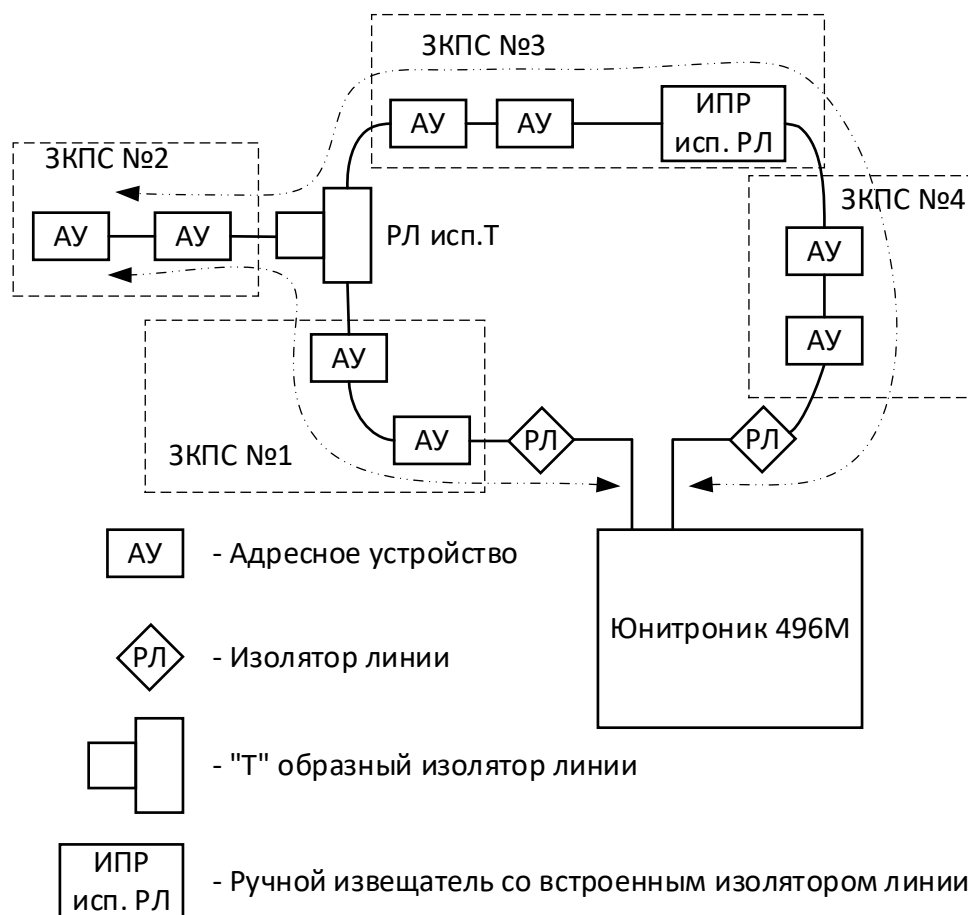 ЗКПС №3
АУ
АУ
ИПР
исп. РЛ
ЗКПС №2
АУ
АУ
РЛ исп.Т
ЗКПС №4
АУ
АУ
АУ
АУ
ЗКПС №1
РЛ
РЛ
Юнитроник 496М
АУ - Адресное устройство
РЛ - Изолятор линии
- "Т" образный изолятор линии
ИПР
исп. РЛ
- Ручной извещатель со встроенным изолятором линии